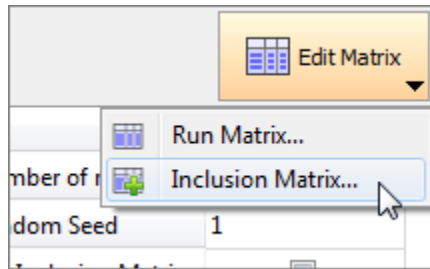 Edit Matrix
Run Matrix...
mber of
Inclusion Matrix...
dom Seed 1